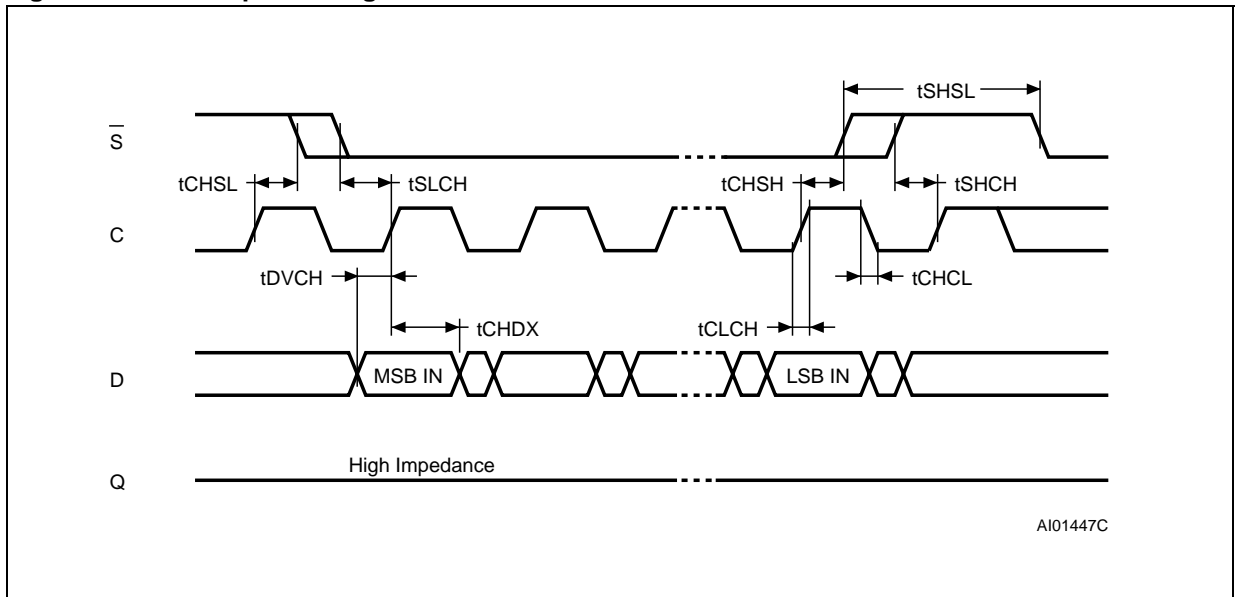 tSHSL
S
tCHSL
tSLCH
tCHSH
tSHCH
C
tDVCH
tCHCL
tCHDX
tCLCH
D
MSB IN
LSB IN
High Impedance
Q
AI01447C